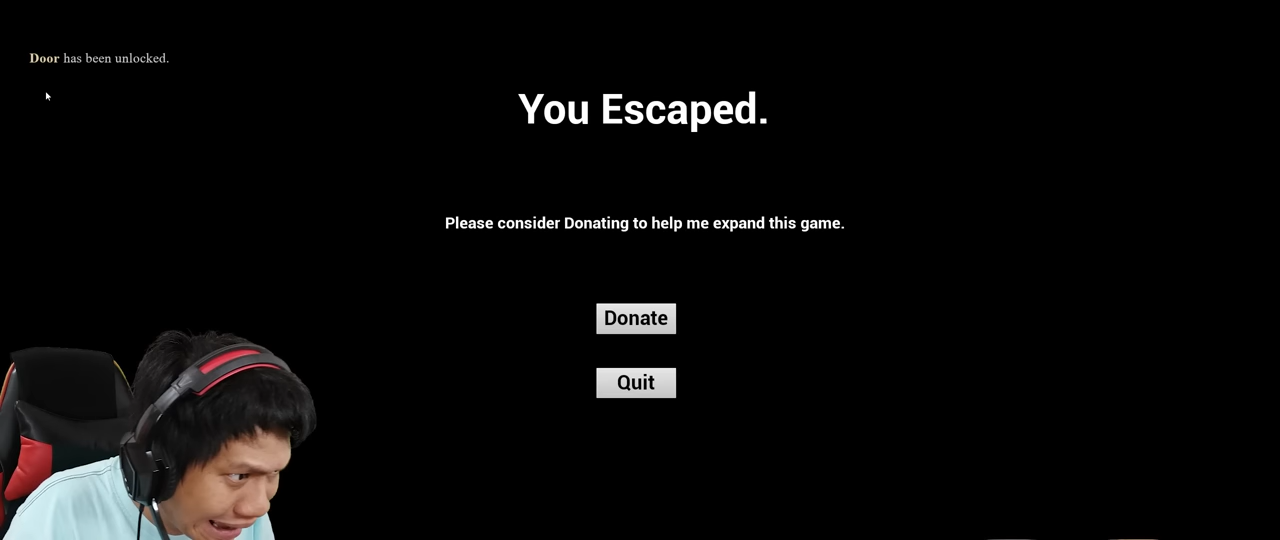 Door has been unlocked.
You Escaped.
Please consider Donating to help me expand this game.
Donate
Quit